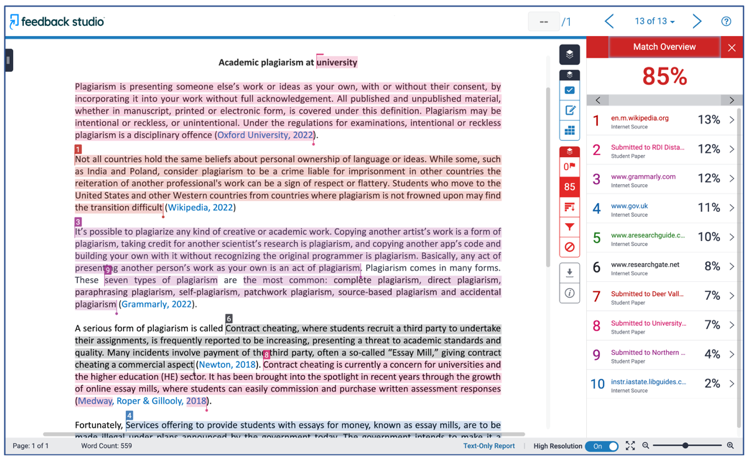 feedback studio
-- /1
13 of 13
Match Overview
85%
Academic plagiarism at university
Plagiarism is presenting someone else's work or ideas as your own, with or without their consent, by
incorporating it into your work without full acknowledgement. All published and unpublished material,
whether in manuscript, printed or electronic form, is covered under this definition. Plagiarism may be
intentional or reckless, or unintentional. Under the regulations for examinations, intentional or reckless
plagiarism is a disciplinary offence (Oxford University, 2022).
1
Not all countries hold the same beliefs about personal ownership of language or ideas. While some, such
as India and Poland, consider plagiarism to be a crime liable for imprisonment in other countries the
reiteration of another professional's work can be a sign of respect or flattery. Students who move to the
United States and other Western countries from countries where plagiarism is not frowned upon may find
the transition difficult (Wikipedia, 2022)
3
It's possible to plagiarize any kind of creative or academic work. Copying another artist's work is a form of
plagiarism, taking credit for another scientist's research is plagiarism, and copying another app's code and
building your own with it without recognizing the original programmer is plagiarism. Basically, any act of
presenting another person's work as your own is an act of plagiarism. Plagiarism comes in many forms.
9
These seven types of plagiarism are the most common: complete plagiarism, direct plagiarism,
paraphrasing plagiarism, self-plagiarism, patchwork plagiarism, source-based plagiarism and accidental
plagiarism (Grammarly, 2022).
6
A serious form of plagiarism is called Contract cheating, where students recruit a third party to undertake
their assignments, is frequently reported to be increasing, presenting a threat to academic standards and
quality. Many incidents involve payment of the third party, often a so-called "Essay Mill," giving contract
8
cheating a commercial aspect (Newton, 2018). Contract cheating is currently a concern for universities and
the higher education (HE) sector. It has been brought into the spotlight in recent years through the growth
of online essay mills, where students can easily commission and purchase written assessment responses
(Medway, Roper & Gillooly, 2018).
4
Fortunately, Services offering to provide students with essays for money, known as essay mills, are to be
made illegal under plans announced by the government today. The government intends to make it a
0
85
1 en.m.wikipedia.org 13%
Internet Source
2 Submitted to RDI Dista... 12%
Student Paper
3 www.grammarly.com 12%
Internet Source
4 www.gov.uk 11%
Internet Source
5 www.aresearchguide.c... 10%
Internet Source
6 www.researchgate.net 8%
Internet Source
7 Submitted to Deer Vall... 7%
Student Paper
8 Submitted to University... 7%
Student Paper
9 Submitted to Northern ... 4%
Student Paper
10 instr.iastate.libguides.c... 2%
Internet Source
Page: 1 of 1 Word Count: 559 Text-Only Report High Resolution On